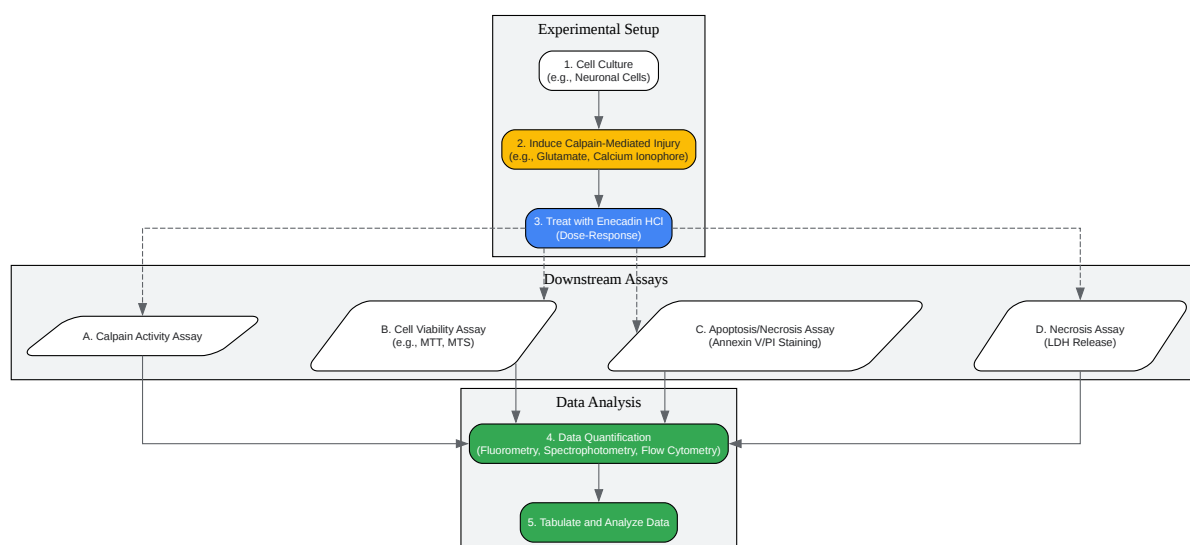 Experimental Setup
1. Cell Culture
(e.g., Neuronal Cells)
2. Induce Calpain-Mediated Injury
(e.g., Glutamate, Calcium Ionophore)
3. Treat with Enecadin HCl
(Dose-Response)
Downstream Assays
A. Calpain Activity Assay
B. Cell Viability Assay
(e.g., MTT, MTS)
C. Apoptosis/Necrosis Assay
(Annexin V/PI Staining)
D. Necrosis Assay
(LDH Release)
Data Analysis
4. Data Quantification
(Fluorometry, Spectrophotometry, Flow Cytometry)
5. Tabulate and Analyze Data